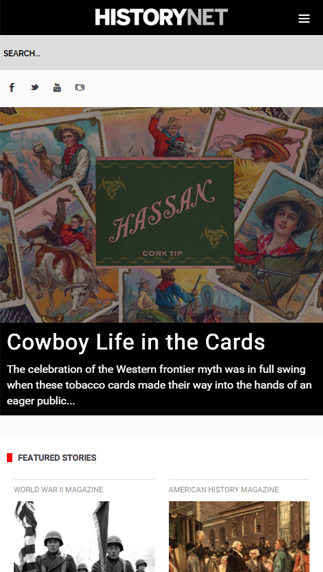 HISTORYNET
SEARCH...
HASSAN
CORK TIP
Cowboy Life in the Cards
The celebration of the Western frontier myth was in full swing
when these tobacco cards made their way into the hands of an
eager public...
FEATURED STORIES
WORLD WAR II MAGAZINE
AMERICAN HISTORY MAGAZINE